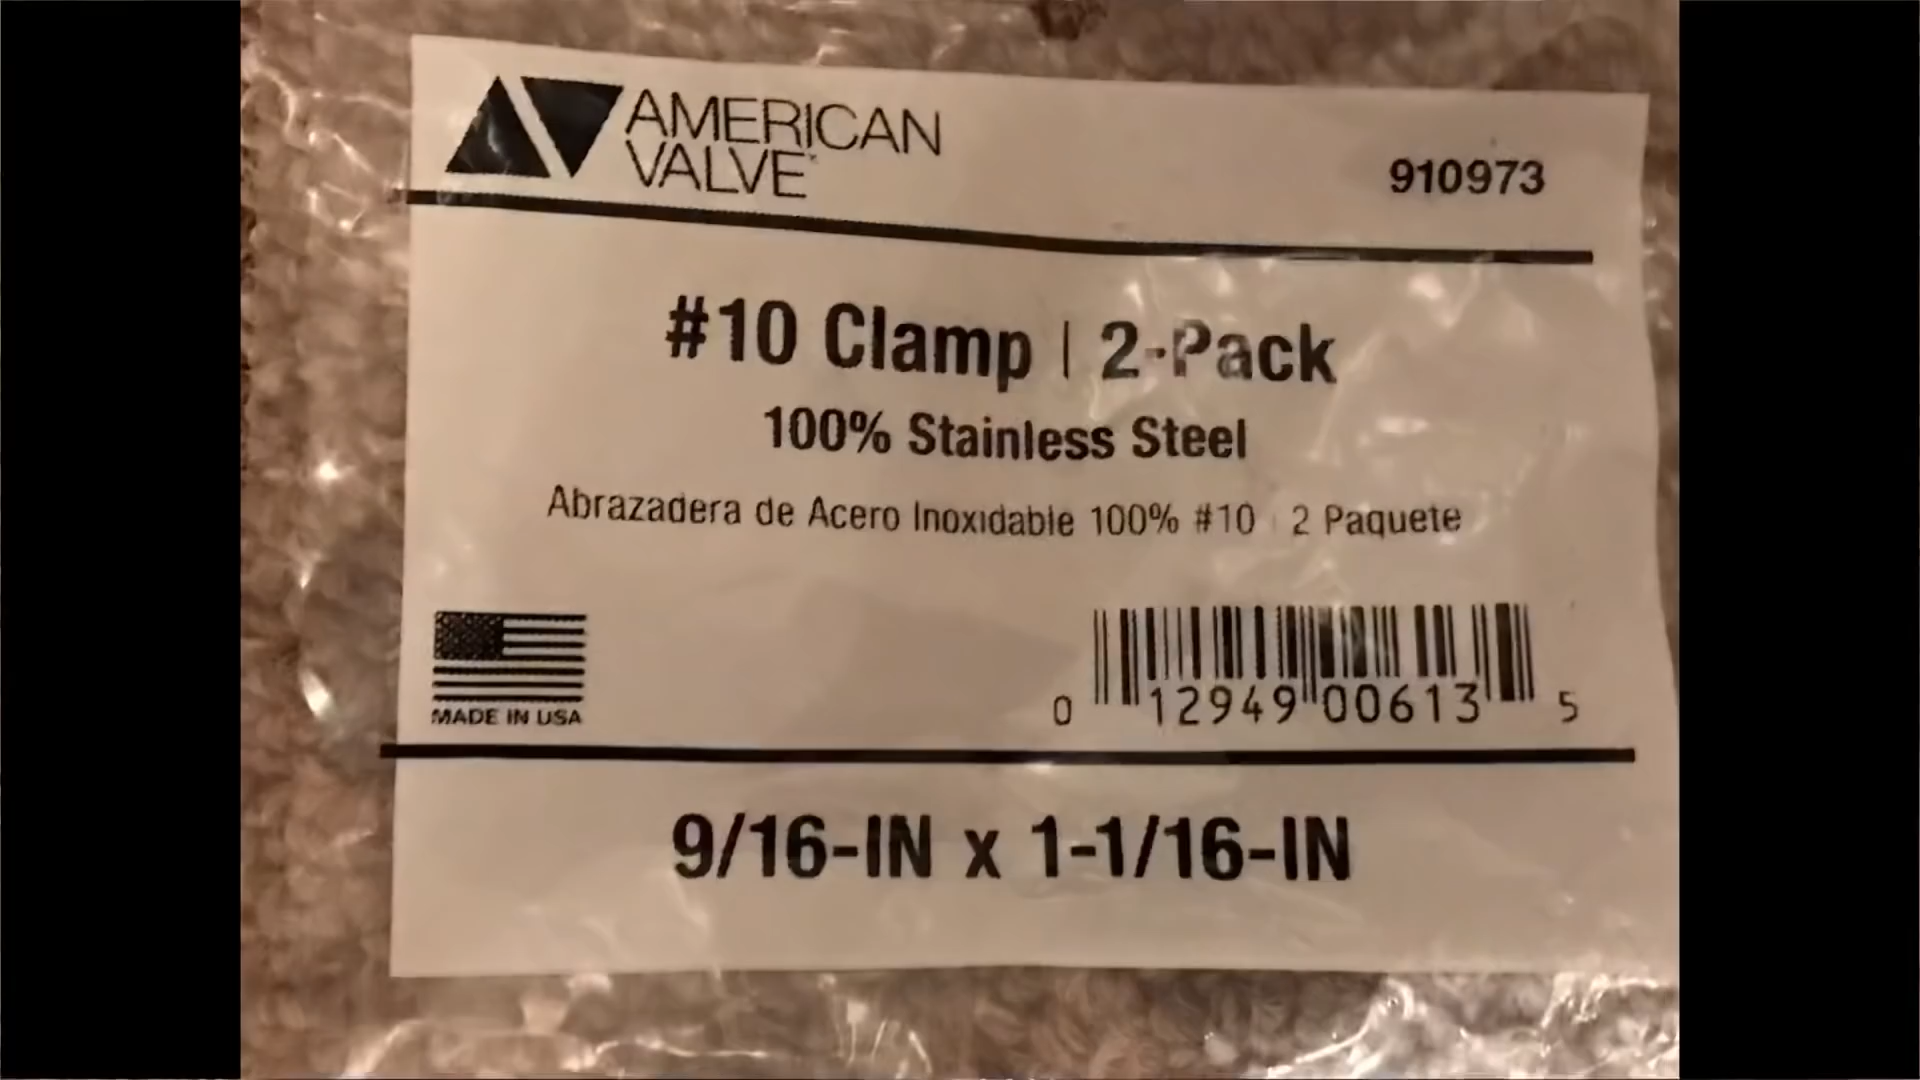 AMERICAN
VALVE
910973
#10 Clamp | 2-Pack
100% Stainless Steel
Abrazadera de Acero Inoxidable 100% #10 | 2 Paquete
MADE IN USA
0 12949 00613 5
9/16-IN x 1-1/16-IN